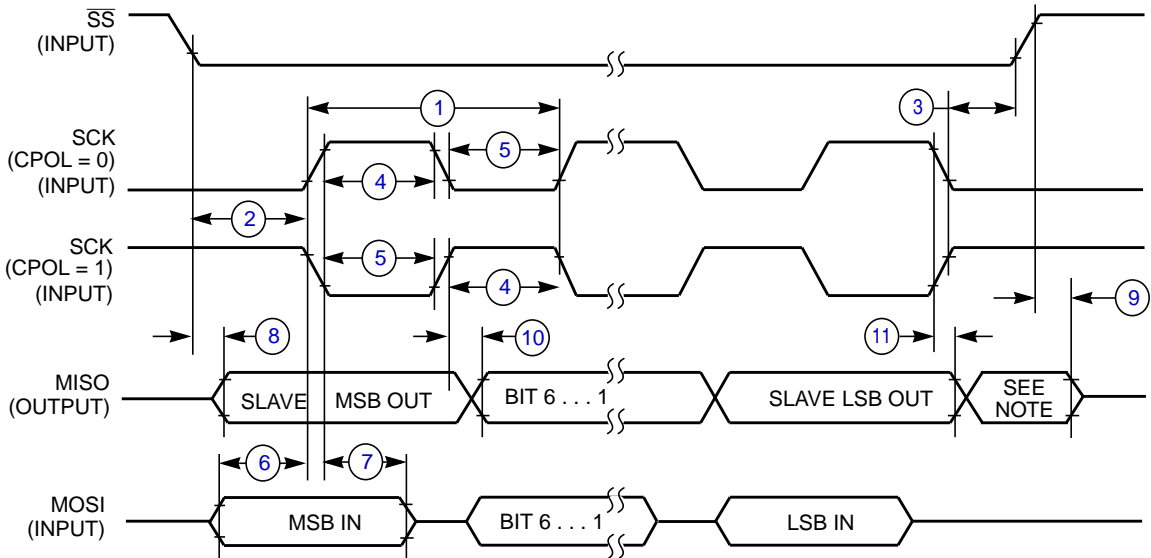 SS
(INPUT)
1
3
SCK
(CPOL = 0)
(INPUT)
5
4
2
SCK
(CPOL = 1)
(INPUT)
5
4
9
8
10
11
MISO
(OUTPUT)
SLAVE MSB OUT
BIT 6 . . . 1
SLAVE LSB OUT
SEE
NOTE
6
7
MOSI
(INPUT)
MSB IN
BIT 6 . . . 1
LSB IN